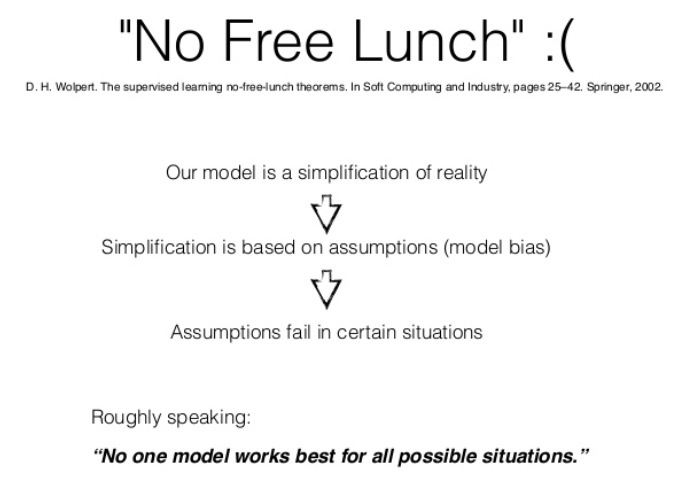 "No Free Lunch" :(
D. H. Wolpert. The supervised learning no-free-lunch theorems. In Soft Computing and Industry, pages 25–42. Springer, 2002.
Our model is a simplification of reality
Simplification is based on assumptions (model bias)
Assumptions fail in certain situations
Roughly speaking:
“No one model works best for all possible situations.”